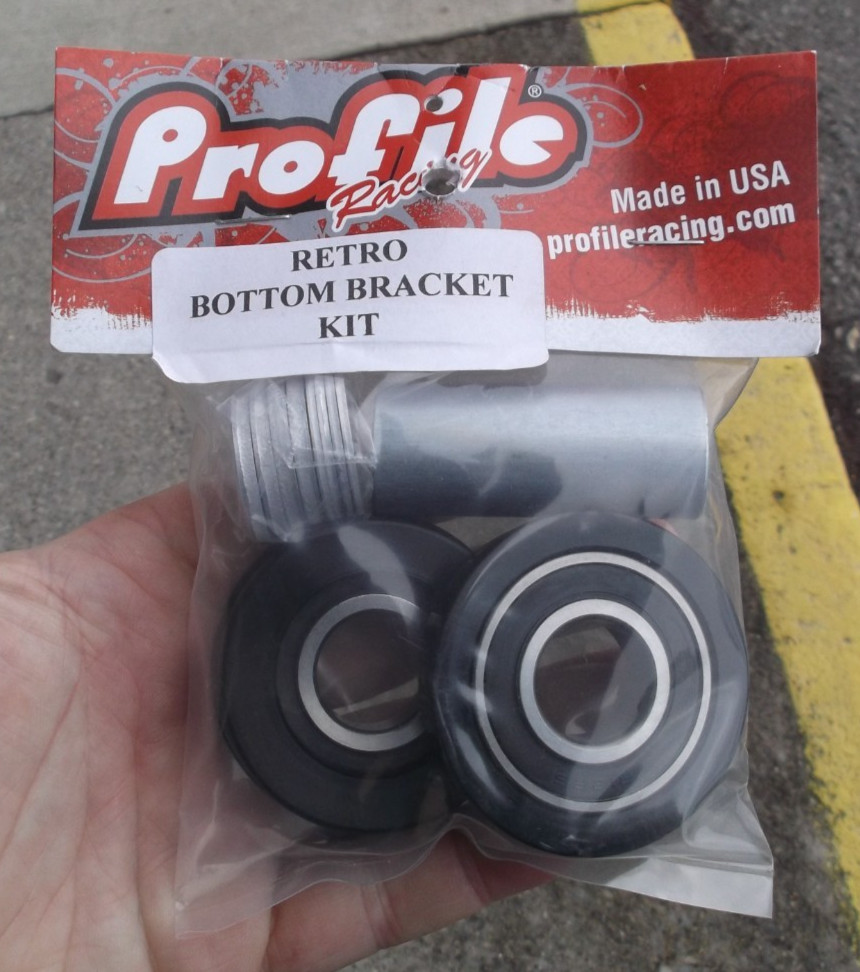 Profile®
Racing
Made in USA
profileracing.com
RETRO
BOTTOM BRACKET
KIT